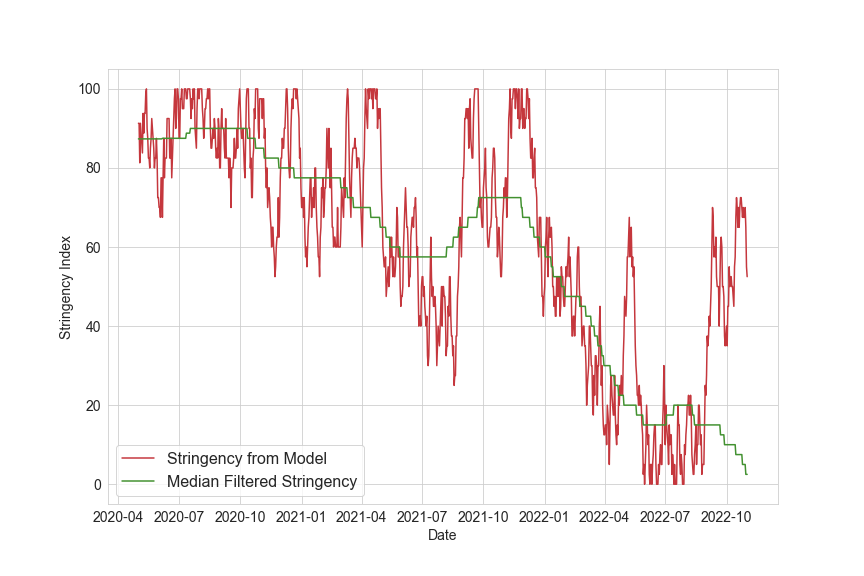 100
80
60
40
20
0
Stringency Index
Stringency from Model
Median Filtered Stringency
2020-04 2020-07 2020-10 2021-01 2021-04 2021-07 2021-10 2022-01 2022-04 2022-07 2022-10
Date